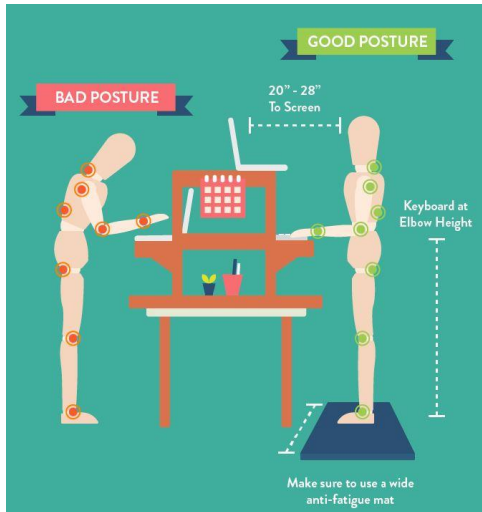 GOOD POSTURE
BAD POSTURE
20” - 28”
To Screen
Keyboard at
Elbow Height
Make sure to use a wide
anti-fatigue mat